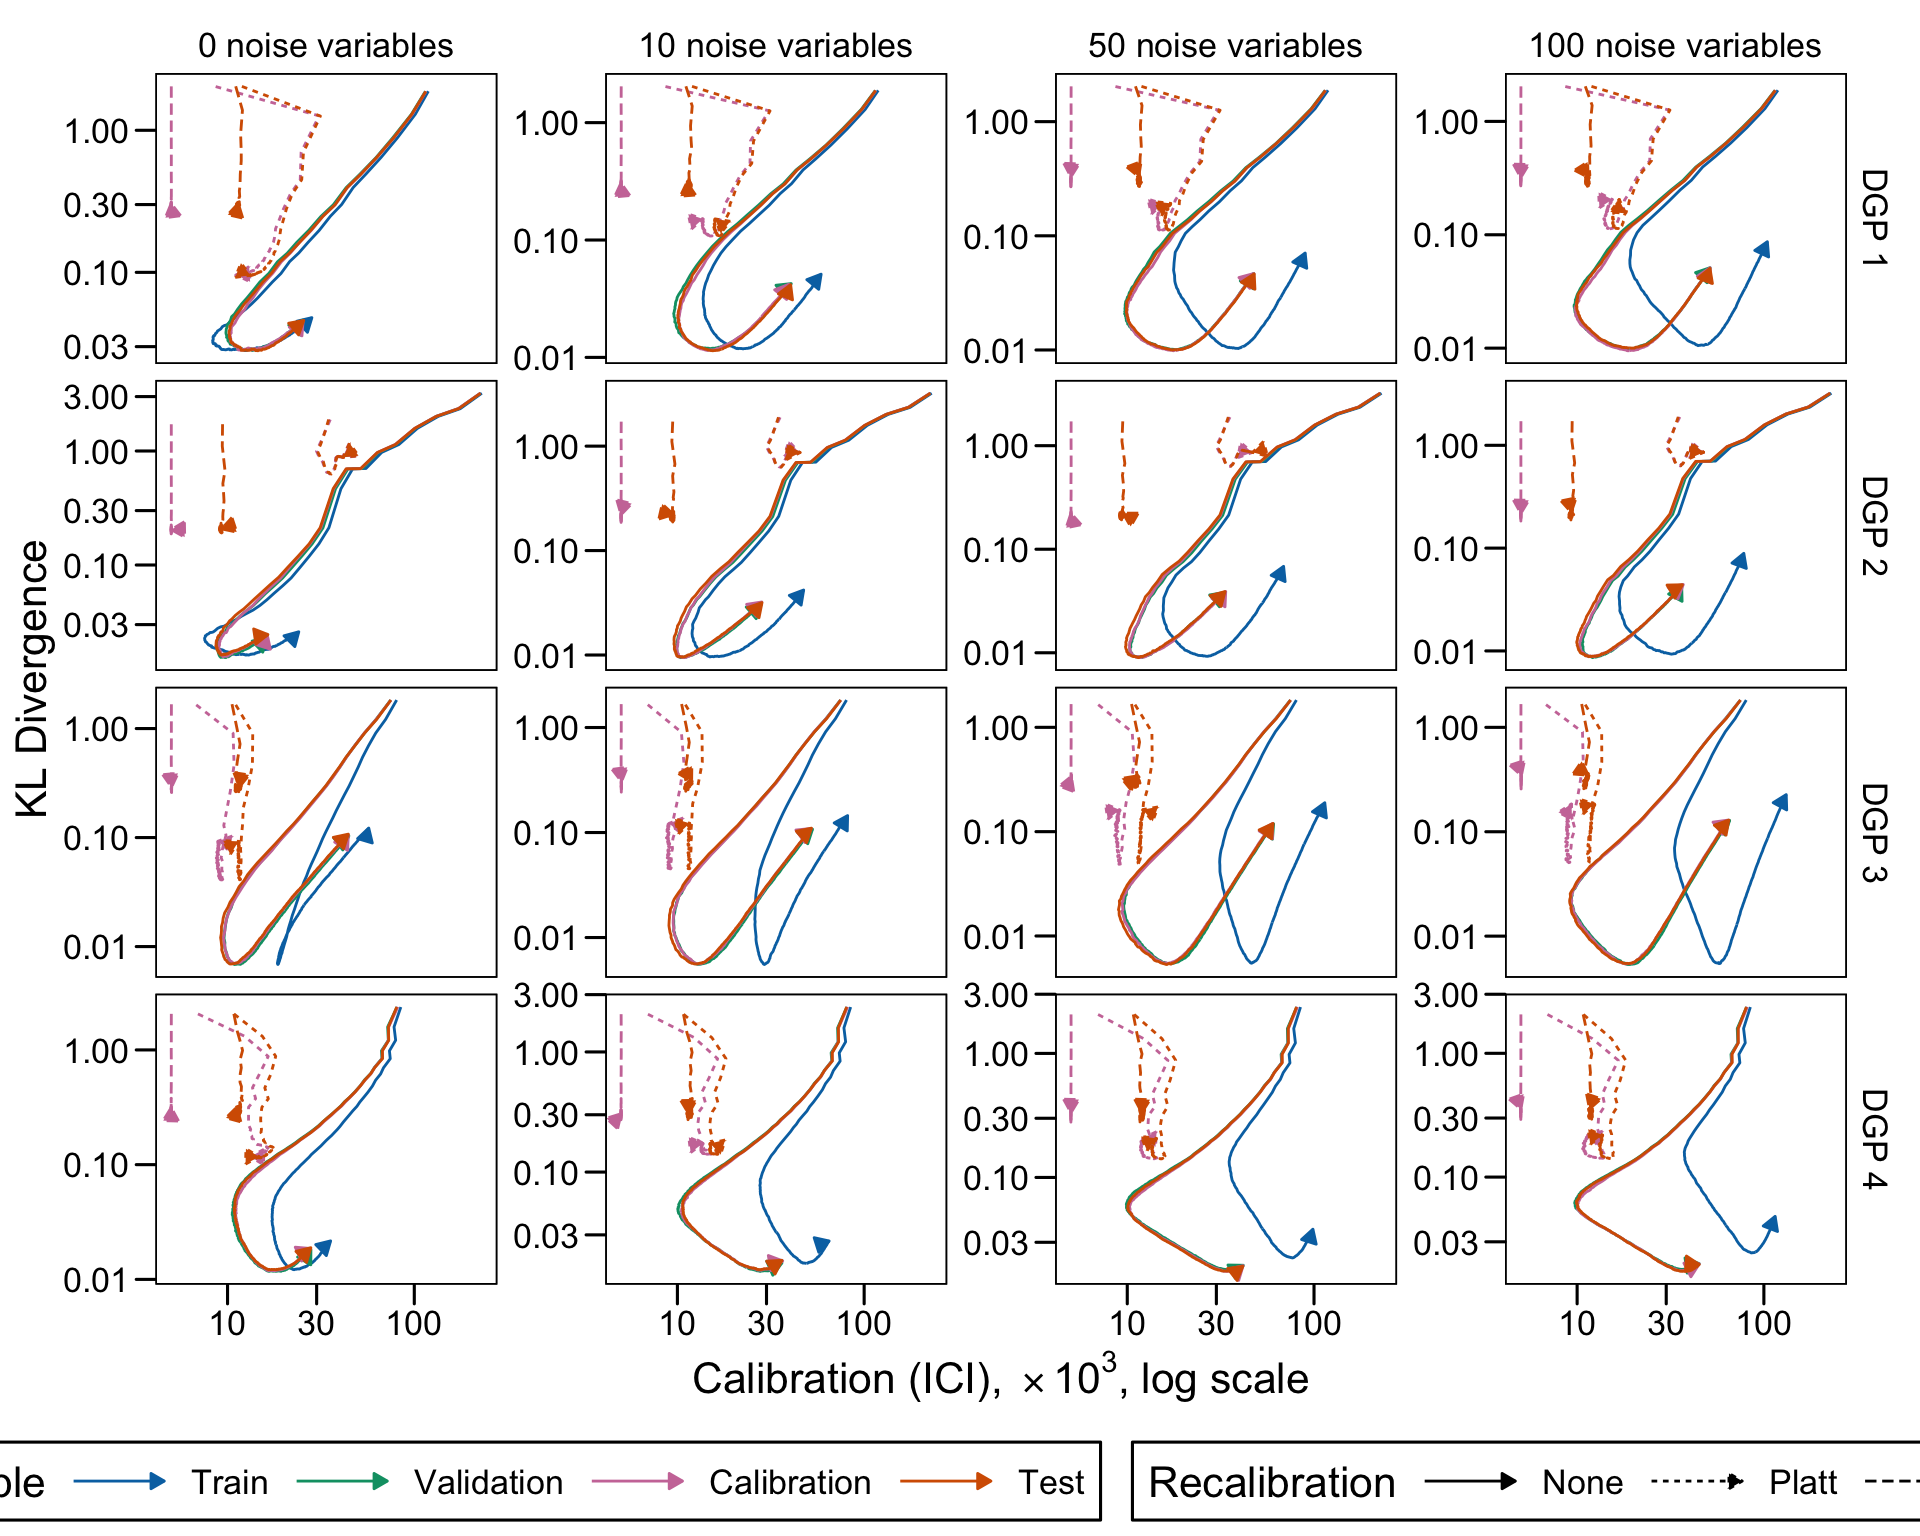 0 noise variables 10 noise variables 50 noise variables 100 noise variables
1.00 0.30 0.10 0.03
1.00 0.10 0.01
1.00 0.10 0.01
1.00 0.10 0.01
DGP 1
3.00 1.00 0.30 0.10 0.03
1.00 0.10 0.01
1.00 0.10 0.01
1.00 0.10 0.01
DGP 2
KL Divergence
1.00 0.10 0.01
1.00 0.10 0.01
1.00 0.10 0.01
1.00 0.10 0.01
DGP 3
1.00 0.10 0.01
3.00 1.00 0.30 0.10 0.03
3.00 1.00 0.30 0.10 0.03
3.00 1.00 0.30 0.10 0.03
DGP 4
10 30 100 10 30 100 10 30 100 10 30 100
Calibration (ICI), ×10³, log scale
ple Train Validation Calibration Test Recalibration None Platt